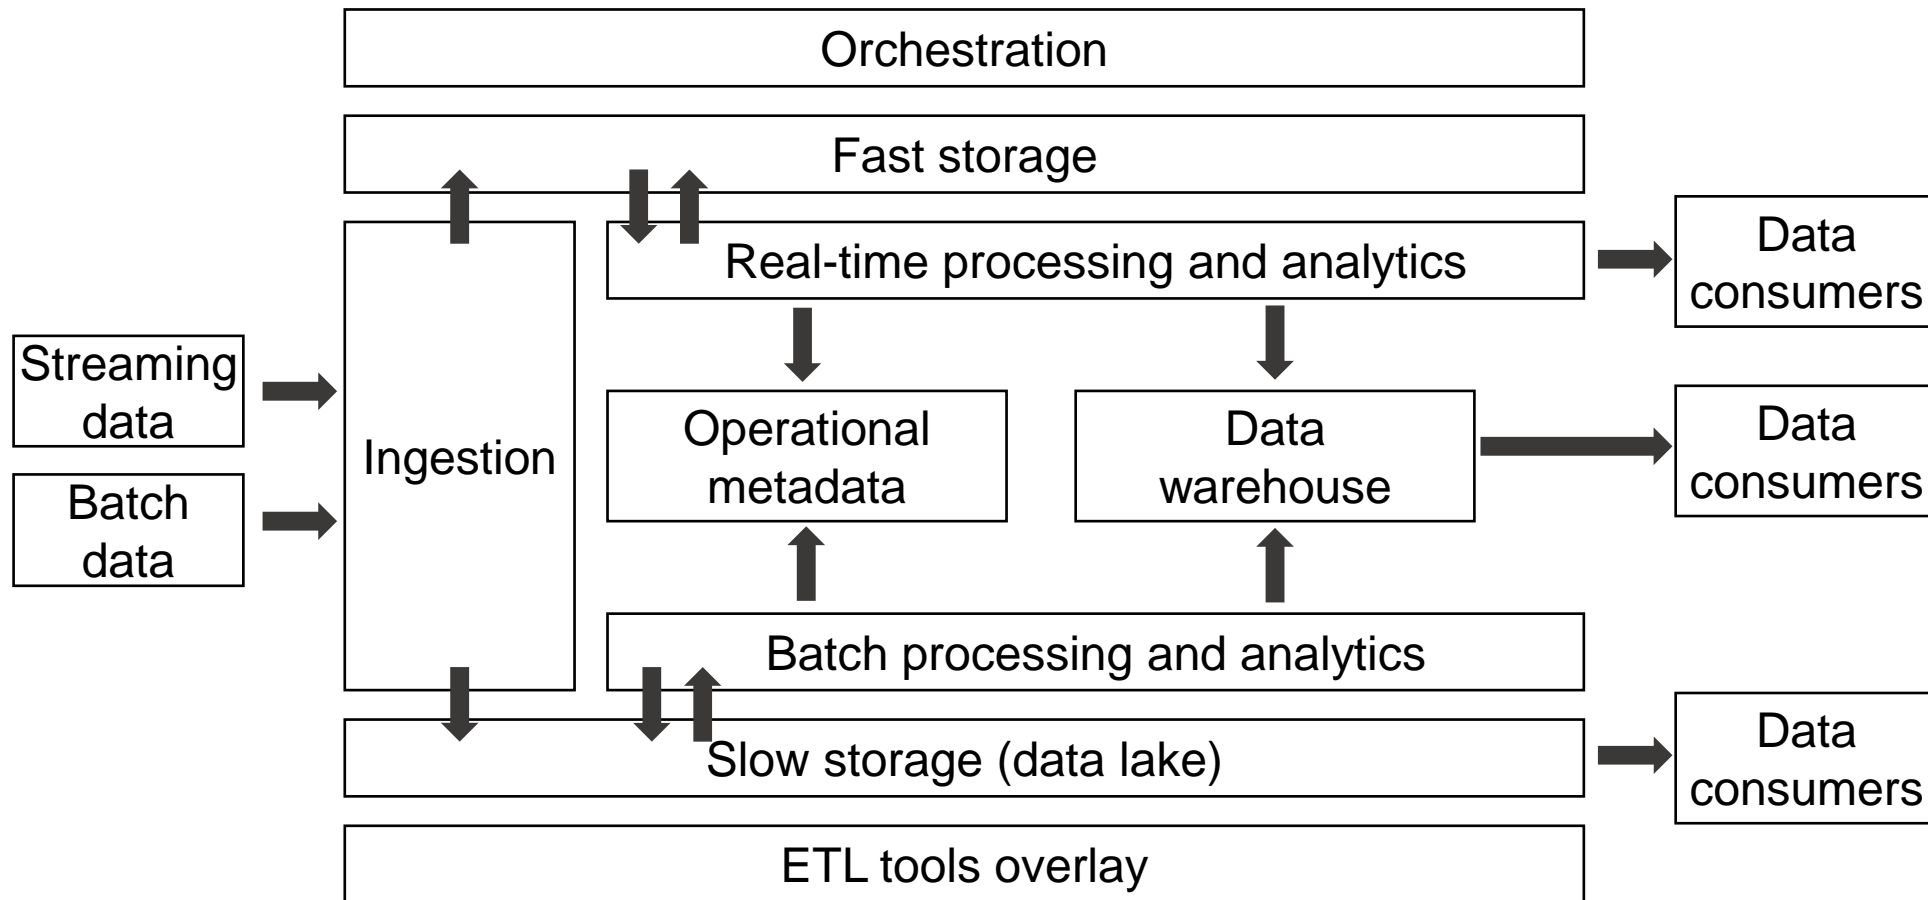 Orchestration
Fast storage
Real-time processing and analytics
Data
consumers
Streaming
data
Batch
data
Ingestion
Operational
metadata
Data
warehouse
Data
consumers
Batch processing and analytics
Slow storage (data lake)
Data
consumers
ETL tools overlay